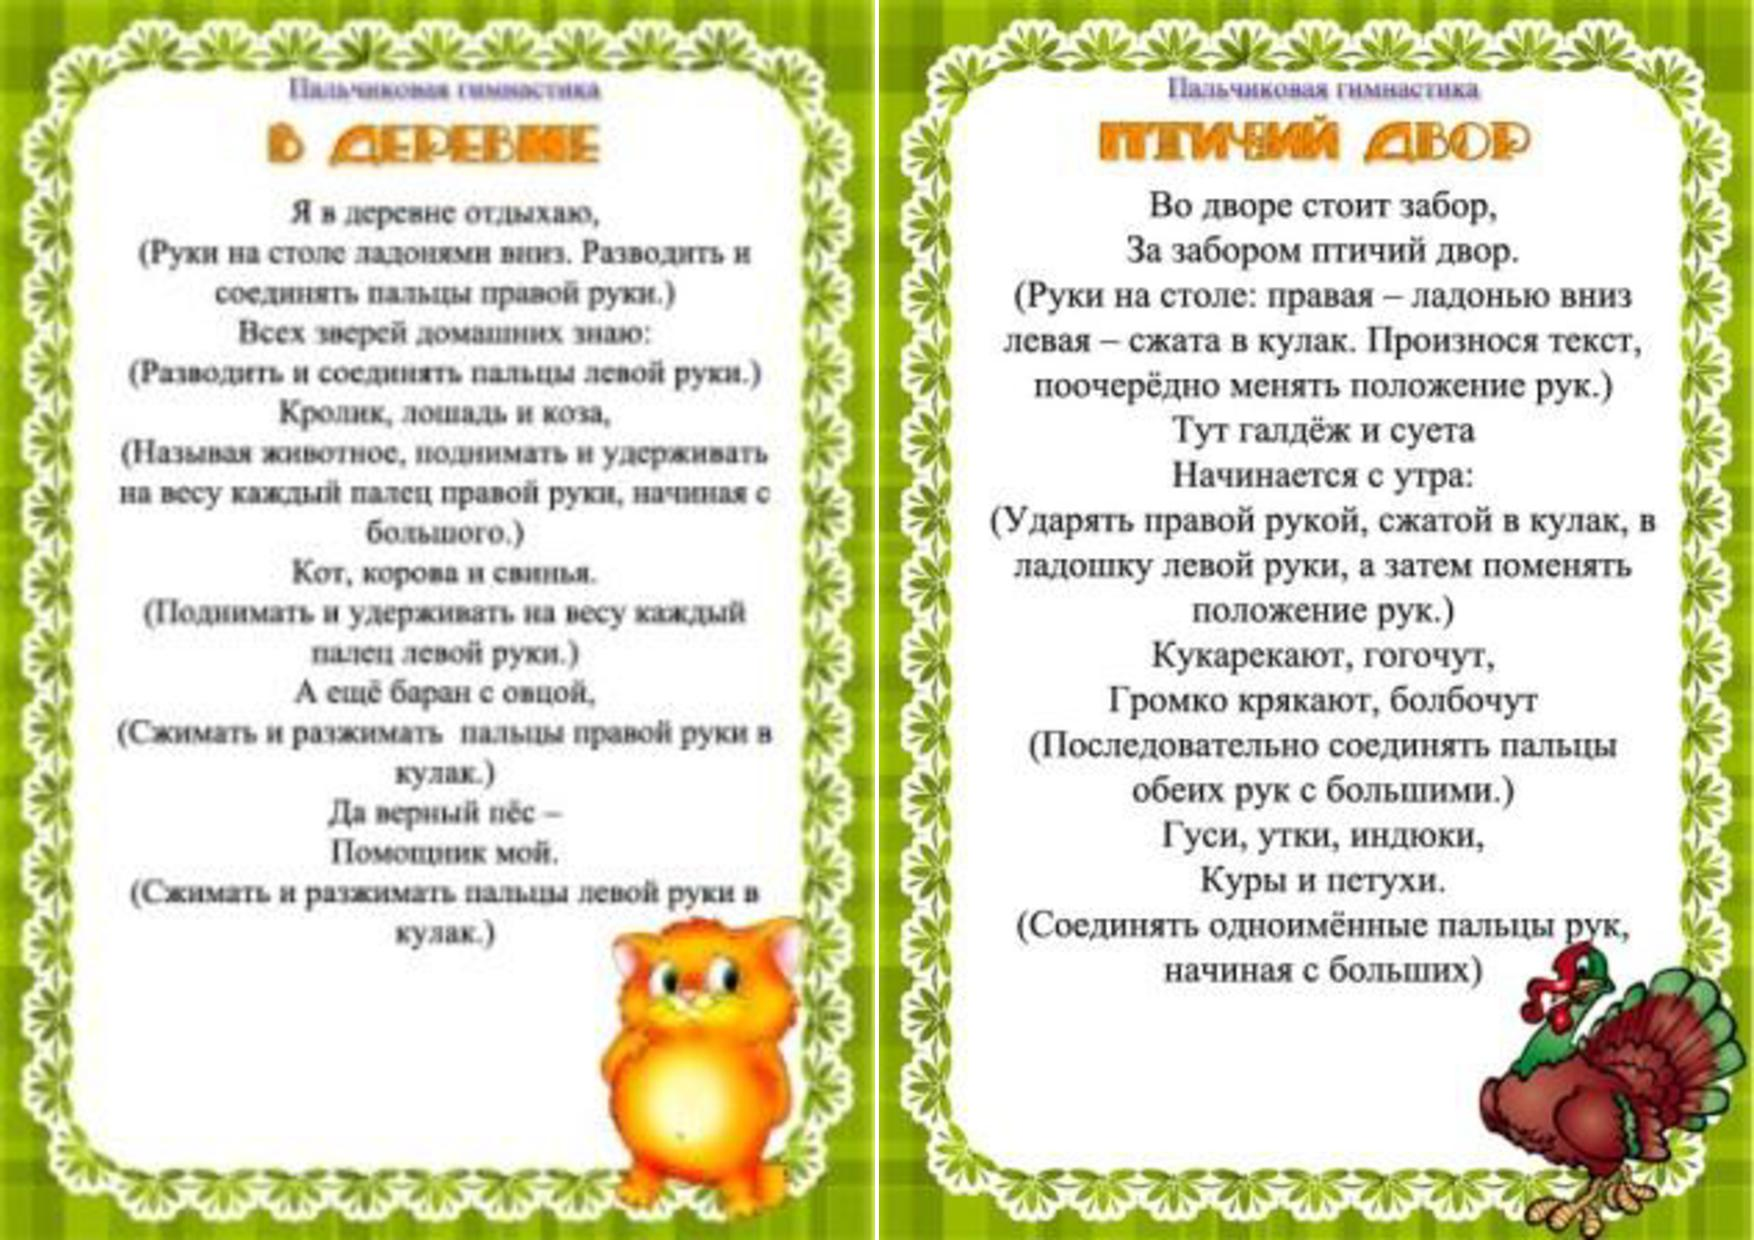 Пальчиковая гимнастика
В ДЕРЕВНЕ
Я в деревне отдыхаю,
(Руки на столе ладонями вниз. Разводить и
соединять пальцы правой руки.)
Всех зверей домашних знаю:
(Разводить и соединять пальцы левой руки.)
Кролик, лошадь и коза,
(Называя животное, поднимать и удерживать
на весу каждый палец правой руки, начиная с
большого.)
Кот, корова и свинья.
(Поднимать и удерживать на весу каждый
палец левой руки.)
А ещё баран с овцой,
(Сжимать и разжимать пальцы правой руки в
кулак.)
Да верный пёс –
Помощник мой.
(Сжимать и разжимать пальцы левой руки в
кулак.)
Пальчиковая гимнастика
ПТИЧИЙ ДВОР
Во дворе стоит забор,
За забором птичий двор.
(Руки на столе: правая – ладонью вниз
левая – сжата в кулак. Произнося текст,
поочерёдно менять положение рук.)
Тут галдёж и суета
Начинается с утра:
(Ударять правой рукой, сжатой в кулак, в
ладошку левой руки, а затем поменять
положение рук.)
Кукарекают, гогочут,
Громко крякают, болбочут
(Последовательно соединять пальцы
обеих рук с большими.)
Гуси, утки, индюки,
Куры и петухи.
(Соединять одноимённые пальцы рук,
начиная с больших)